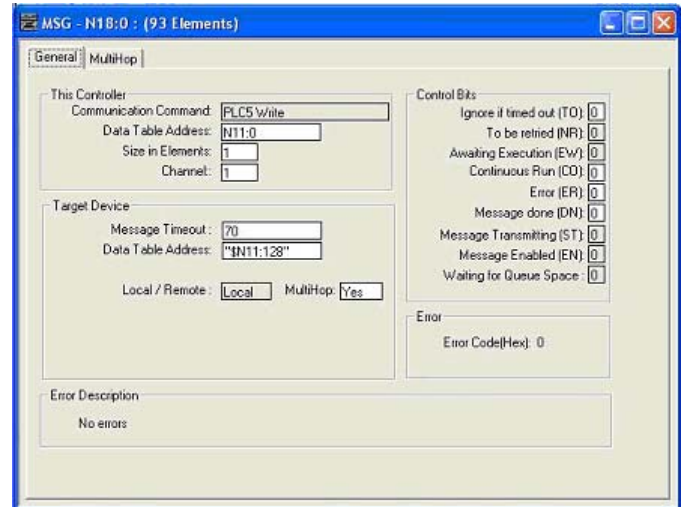 MSG - N18:0 : (93 Elements)
General MultiHop
This Controller
Communication Command: PLC5 Write
Data Table Address: N11:0
Size in Elements: 1
Channel: 1
Target Device
Message Timeout : 70
Data Table Address: "$N11:128"
Local / Remote : Local MultiHop: Yes
Control Bits
Ignore if timed out (TO): 0
To be retried (NR): 0
Awaiting Execution (EW): 0
Continuous Run (CO): 0
Error (ER): 0
Message done (DN): 0
Message Transmitting (ST): 0
Message Enabled (EN): 0
Waiting for Queue Space : 0
Error
Error Code(Hex): 0
Error Description
No errors